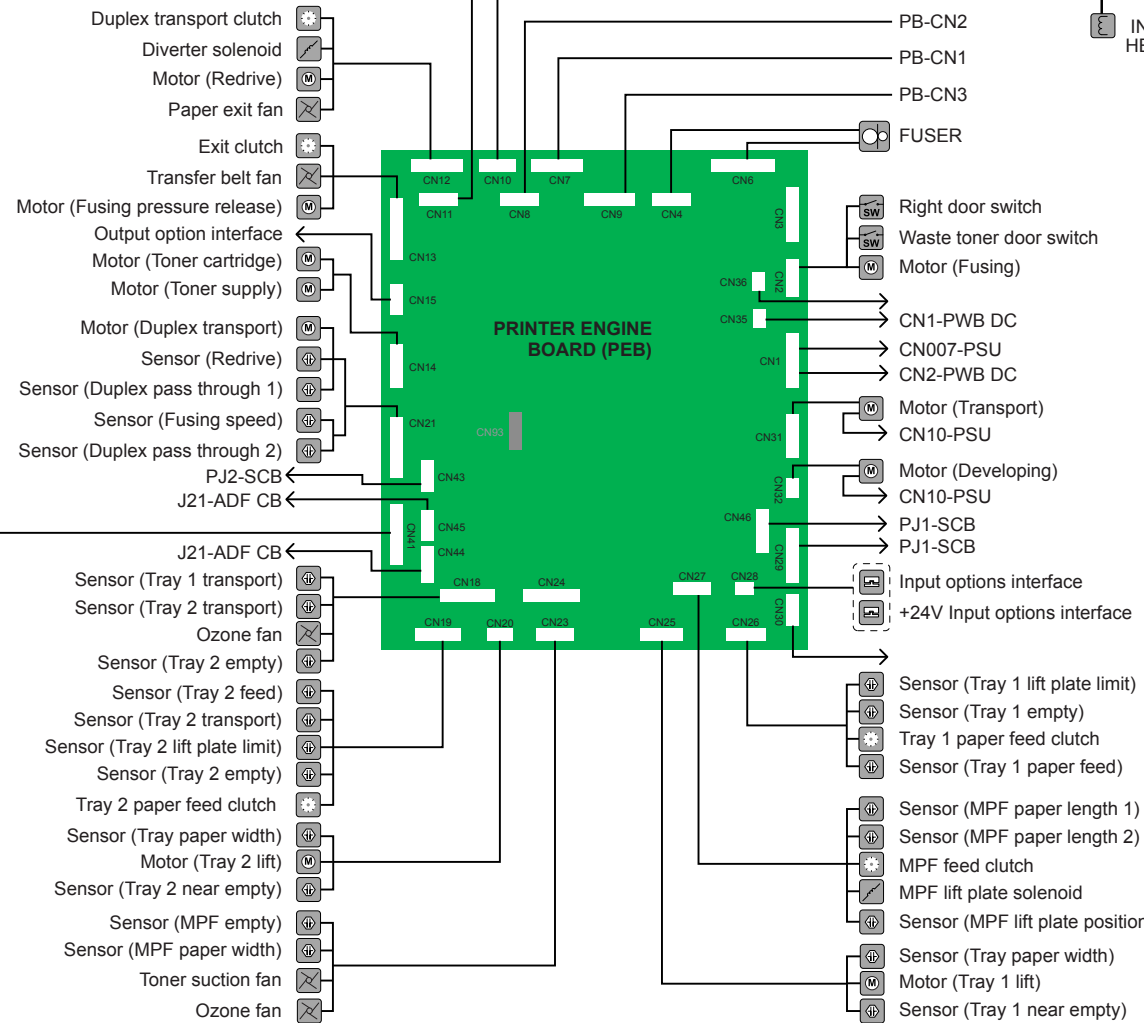 Duplex transport clutch
Diverter solenoid
Motor (Redrive)
Paper exit fan
Exit clutch
Transfer belt fan
Motor (Fusing pressure release)
Output option interface
Motor (Toner cartridge)
Motor (Toner supply)
Motor (Duplex transport)
Sensor (Redrive)
Sensor (Duplex pass through 1)
Sensor (Fusing speed)
Sensor (Duplex pass through 2)
PJ2-SCB
J21-ADF CB
J21-ADF CB
Sensor (Tray 1 transport)
Sensor (Tray 2 transport)
Ozone fan
Sensor (Tray 2 empty)
Sensor (Tray 2 feed)
Sensor (Tray 2 transport)
Sensor (Tray 2 lift plate limit)
Sensor (Tray 2 empty)
Tray 2 paper feed clutch
Sensor (Tray paper width)
Motor (Tray 2 lift)
Sensor (Tray 2 near empty)
Sensor (MPF empty)
Sensor (MPF paper width)
Toner suction fan
Ozone fan
CN12
CN10
CN7
CN6
CN11
CN8
CN9
CN4
CN3
CN13
CN15
CN36
CN2
CN35
PRINTER ENGINE
BOARD (PEB)
CN14
CN1
CN21
CN93
CN31
CN43
CN32
CN45
CN46
CN41
CN44
CN29
CN18
CN24
CN27
CN28
CN30
CN19
CN20
CN23
CN25
CN26
PB-CN2
PB-CN1
PB-CN3
FUSER
IN
HE
SW
Right door switch
SW
Waste toner door switch
M
Motor (Fusing)
CN1-PWB DC
CN007-PSU
CN2-PWB DC
M
Motor (Transport)
CN10-PSU
M
Motor (Developing)
CN10-PSU
PJ1-SCB
PJ1-SCB
Input options interface
+24V Input options interface
Sensor (Tray 1 lift plate limit)
Sensor (Tray 1 empty)
Tray 1 paper feed clutch
Sensor (Tray 1 paper feed)
Sensor (MPF paper length 1)
Sensor (MPF paper length 2)
MPF feed clutch
MPF lift plate solenoid
Sensor (MPF lift plate position
Sensor (Tray paper width)
M
Motor (Tray 1 lift)
Sensor (Tray 1 near empty)